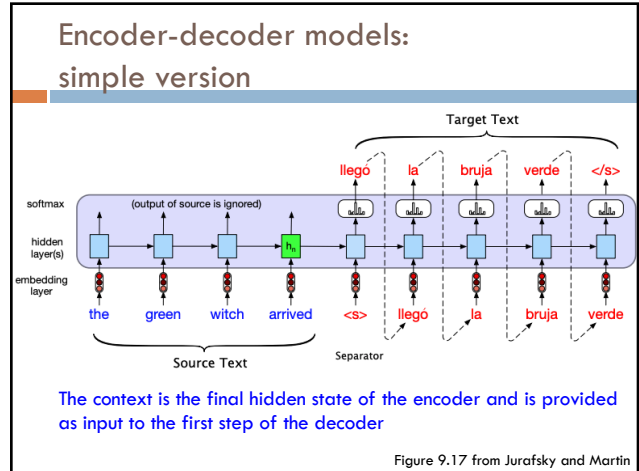 Encoder-decoder models:
simple version
Target Text
llegó la bruja verde </s>
softmax (output of source is ignored)
hidden
layer(s)
hn
embedding
layer
the green witch arrived <s> llegó la bruja verde
Separator
Source Text
The context is the final hidden state of the encoder and is provided
as input to the first step of the decoder
Figure 9.17 from Jurafsky and Martin